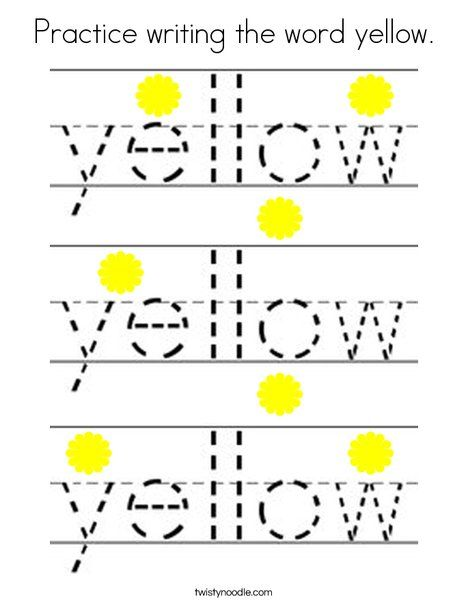 Practice writing the word yellow.
yellow
yellow
yellow
twistynoodle.com